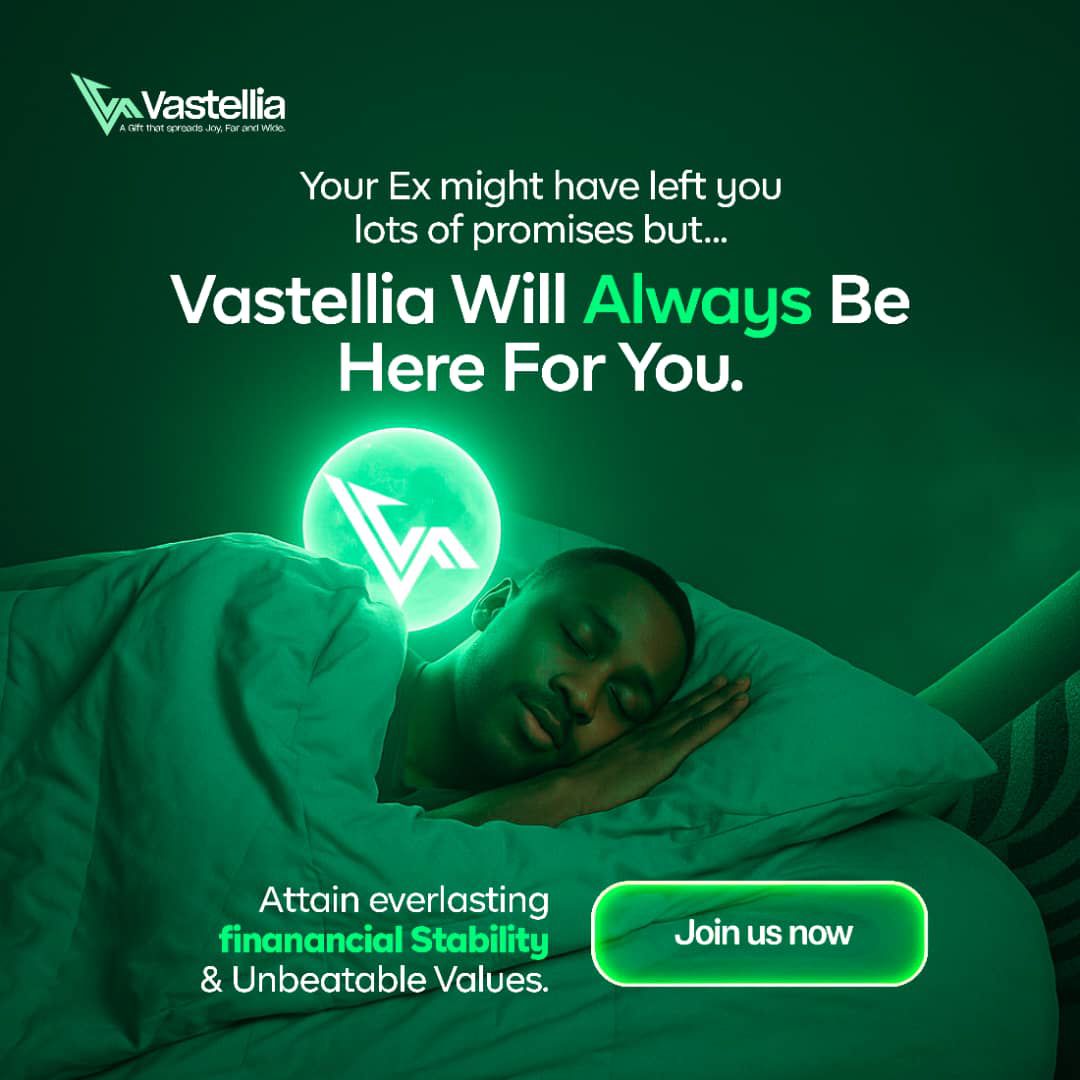 Vastellia
A Gift that spreads Joy, Far and Wide.
Your Ex might have left you
lots of promises but...
Vastellia Will Always Be
Here For You.
Attain everlasting
finanancial Stability
& Unbeatable Values.
Join us now